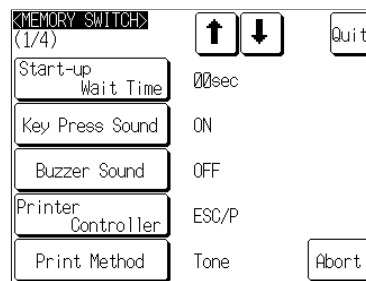 <MEMORY SWITCH>
(1/4)
Quit
Start-up
Wait Time
00sec
Key Press Sound
ON
Buzzer Sound
OFF
Printer
Controller
ESC/P
Print Method
Tone
Abort